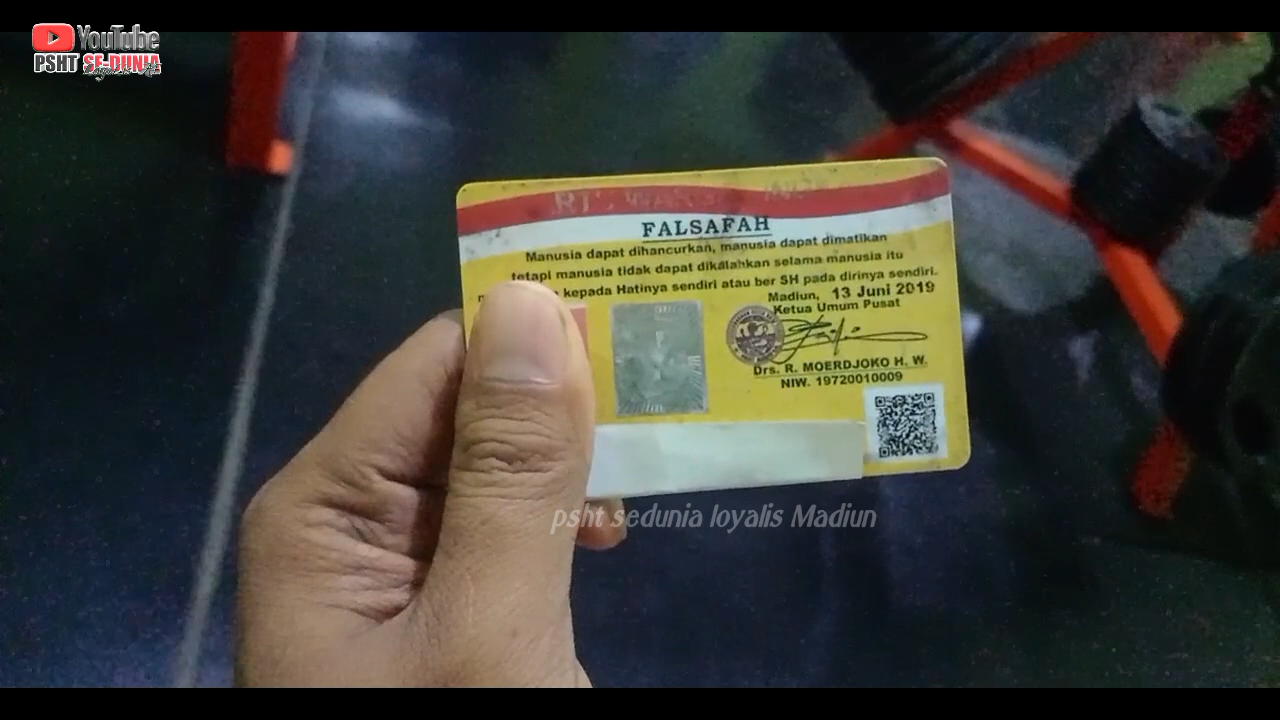 YouTube
PSHT SE-DUNIA
FALSAFAH
Manusia dapat dihancurkan, manusia dapat dimatikan
tetapi manusia tidak dapat dikalahkan selama manusia itu
kepada Hatinya sendiri atau ber SH pada dirinya sendiri.
Madiun, 13 Juni 2019
Ketua Umum Pusat
Drs. R. MOERDJOKO H. W.
NIW. 19720010009
psht sedunia loyalis Madiun